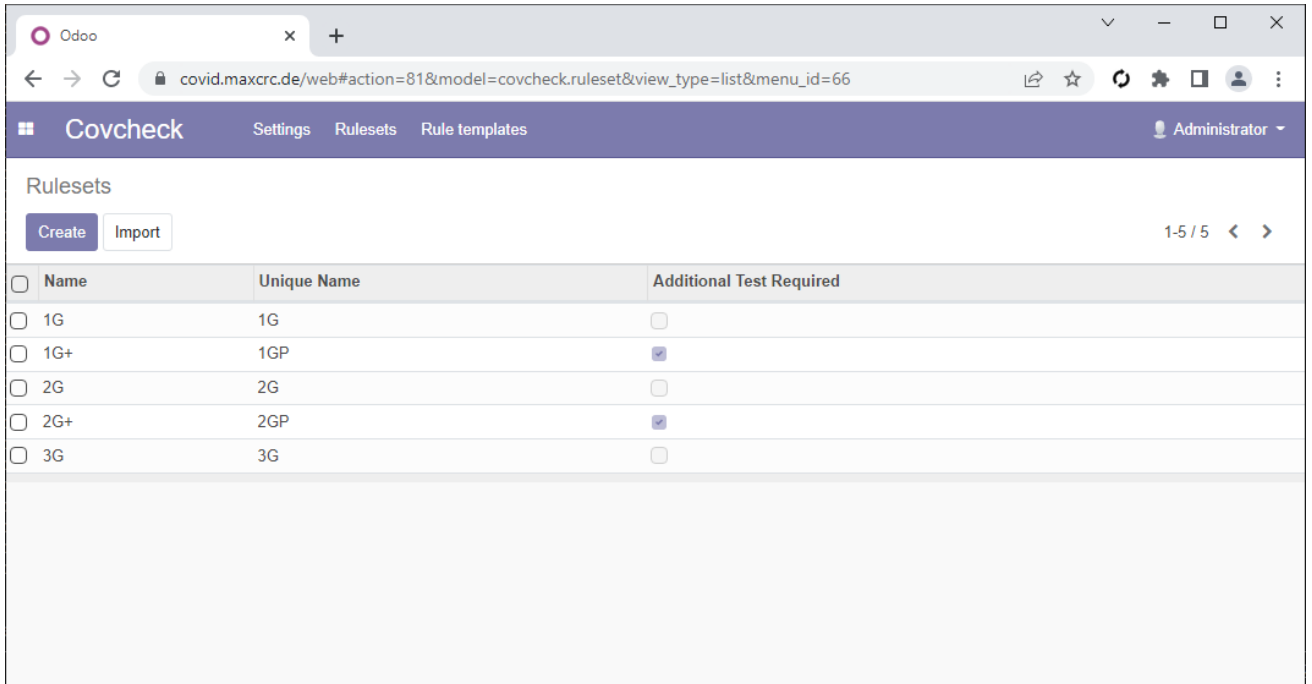 Odoo
covid.maxcrc.de/web#action=81&model=covcheck.ruleset&view_type=list&menu_id=66
Covcheck Settings Rulesets Rule templates Administrator
Rulesets
Create Import 1-5 / 5
Name Unique Name Additional Test Required
1G 1G
1G+ 1GP
2G 2G
2G+ 2GP
3G 3G